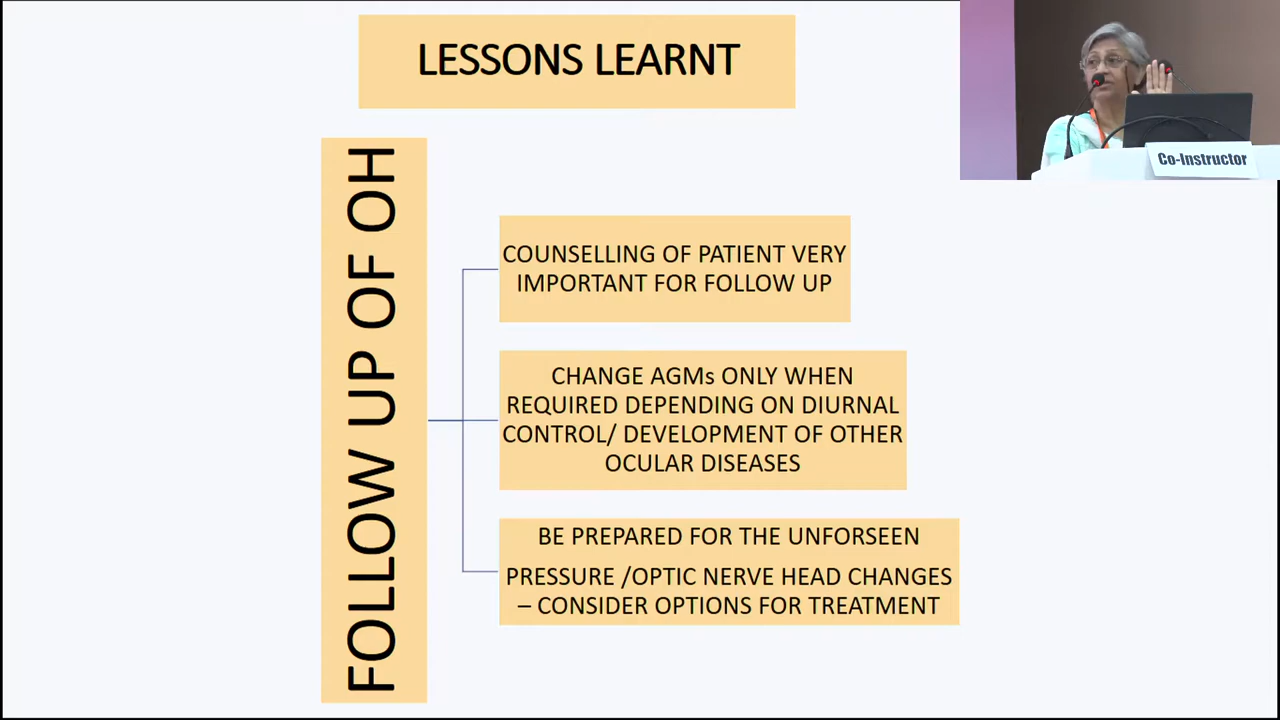 LESSONS LEARNT
FOLLOW UP OF OH
COUNSELLING OF PATIENT VERY
IMPORTANT FOR FOLLOW UP
CHANGE AGMs ONLY WHEN
REQUIRED DEPENDING ON DIURNAL
CONTROL/ DEVELOPMENT OF OTHER
OCULAR DISEASES
BE PREPARED FOR THE UNFORSEEN
PRESSURE /OPTIC NERVE HEAD CHANGES
– CONSIDER OPTIONS FOR TREATMENT
Co-Instructor